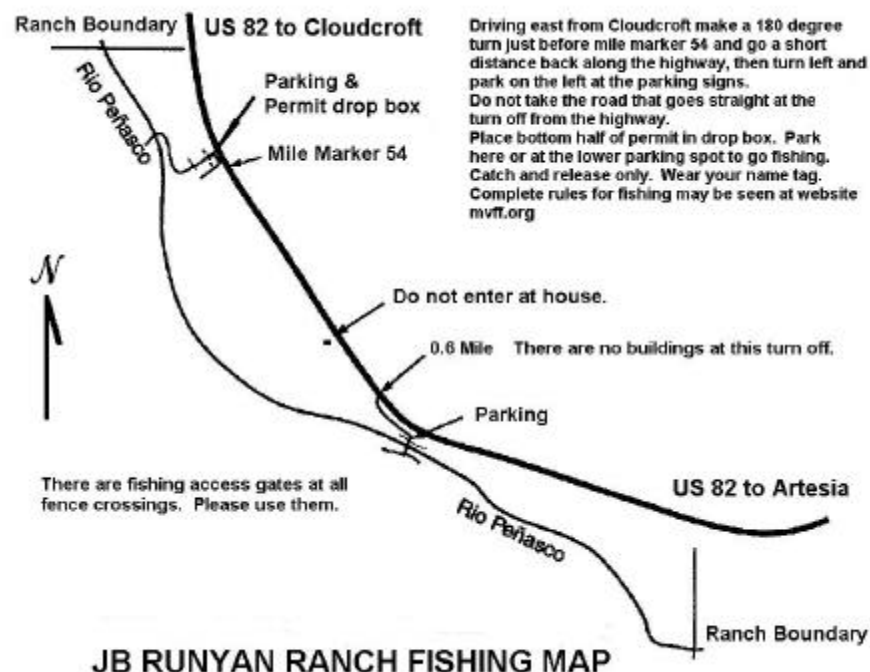 Ranch Boundary
US 82 to Cloudcroft
Driving east from Cloudcroft make a 180 degree
turn just before mile marker 54 and go a short
distance back along the highway, then turn left and
park on the left at the parking signs.
Do not take the road that goes straight at the
turn off from the highway.
Place bottom half of permit in drop box. Park
here or at the lower parking spot to go fishing.
Catch and release only. Wear your name tag.
Complete rules for fishing may be seen at website
mvff.org
Rio Peñasco
Parking &
Permit drop box
Mile Marker 54
N
Do not enter at house.
0.6 Mile There are no buildings at this turn off.
Parking
There are fishing access gates at all
fence crossings. Please use them.
US 82 to Artesia
Rio Peñasco
Ranch Boundary
JB RUNYAN RANCH FISHING MAP